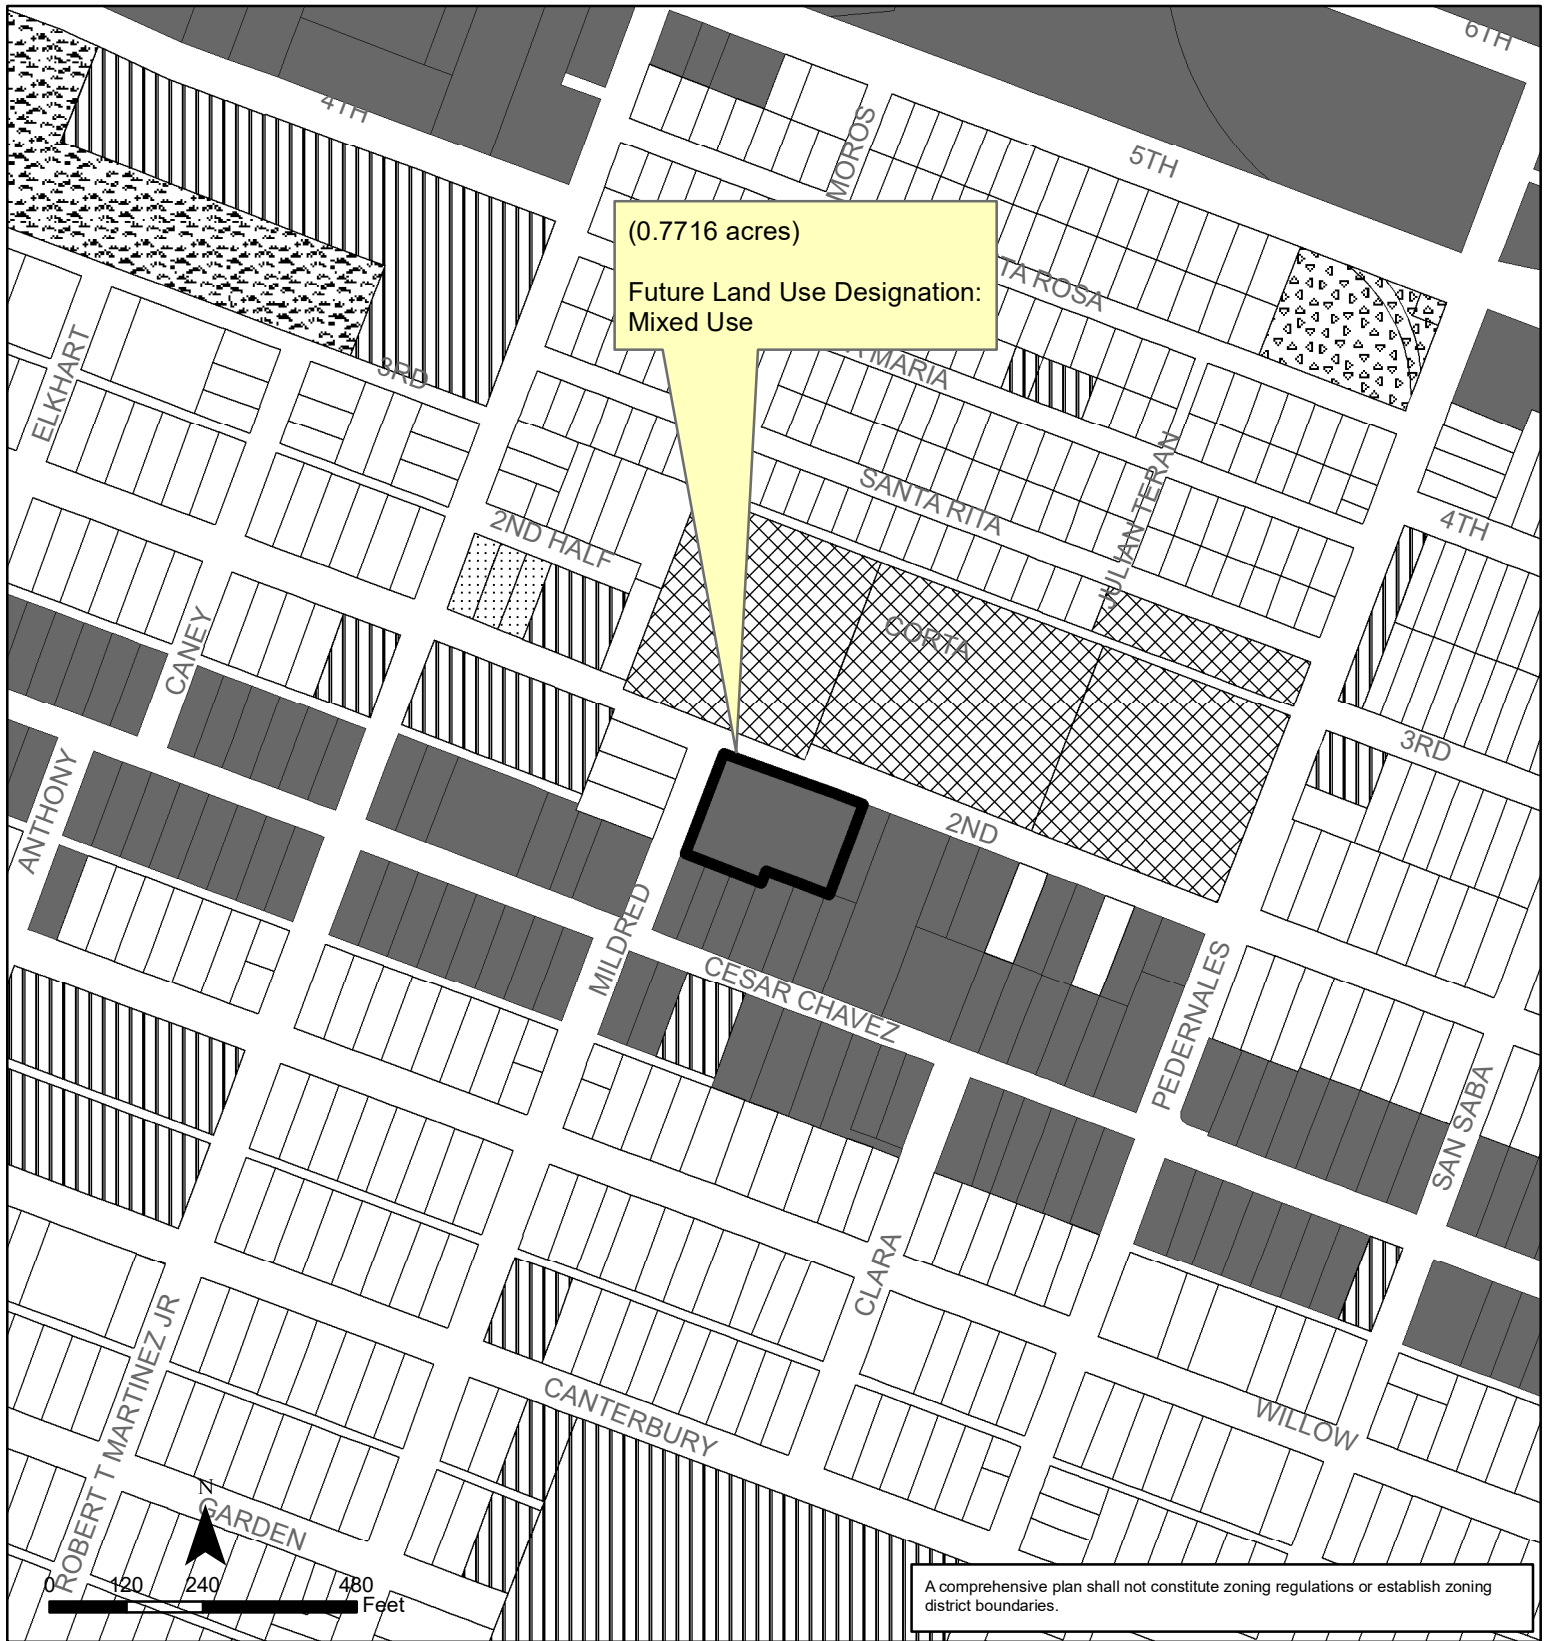 6TH
4TH
5TH
MOROS
(0.7716 acres)
Future Land Use Designation:
Mixed Use
TA ROSA
MARIA
3RD
ELKHART
SANTA RITA
JULIAN TERAN
4TH
2ND HALF
CORTA
CANEY
3RD
ANTHONY
2ND
MILDRED
CESAR CHAVEZ
PEDERNALES
SAN SABA
CLARA
ROBERT T MARTINEZ JR
CANTERBURY
WILLOW
N
GARDEN
0 120 240 480
Feet
A comprehensive plan shall not constitute zoning regulations or establish zoning
district boundaries.